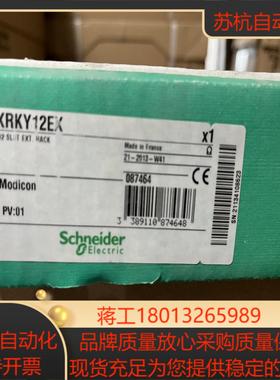 苏杭自动
XRKY12EX
12 SLOT EXT. RACK
x1
Made in France
21-2013-W41
Modicon
087464
PV:01
3 389110 874648
Schneider
Electric
蒋工18013265989
自动化
品牌质量放心采购质量保
开票
现货充足为您提供稳定的